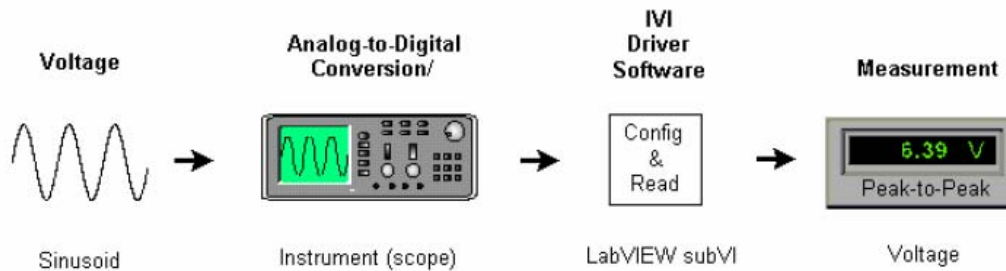 Voltage
Analog-to-Digital
Conversion/
IVI
Driver
Software
Measurement
Config
&
Read
6.39 V
Peak-to-Peak
Sinusoid
Instrument (scope)
LabVIEW subVI
Voltage